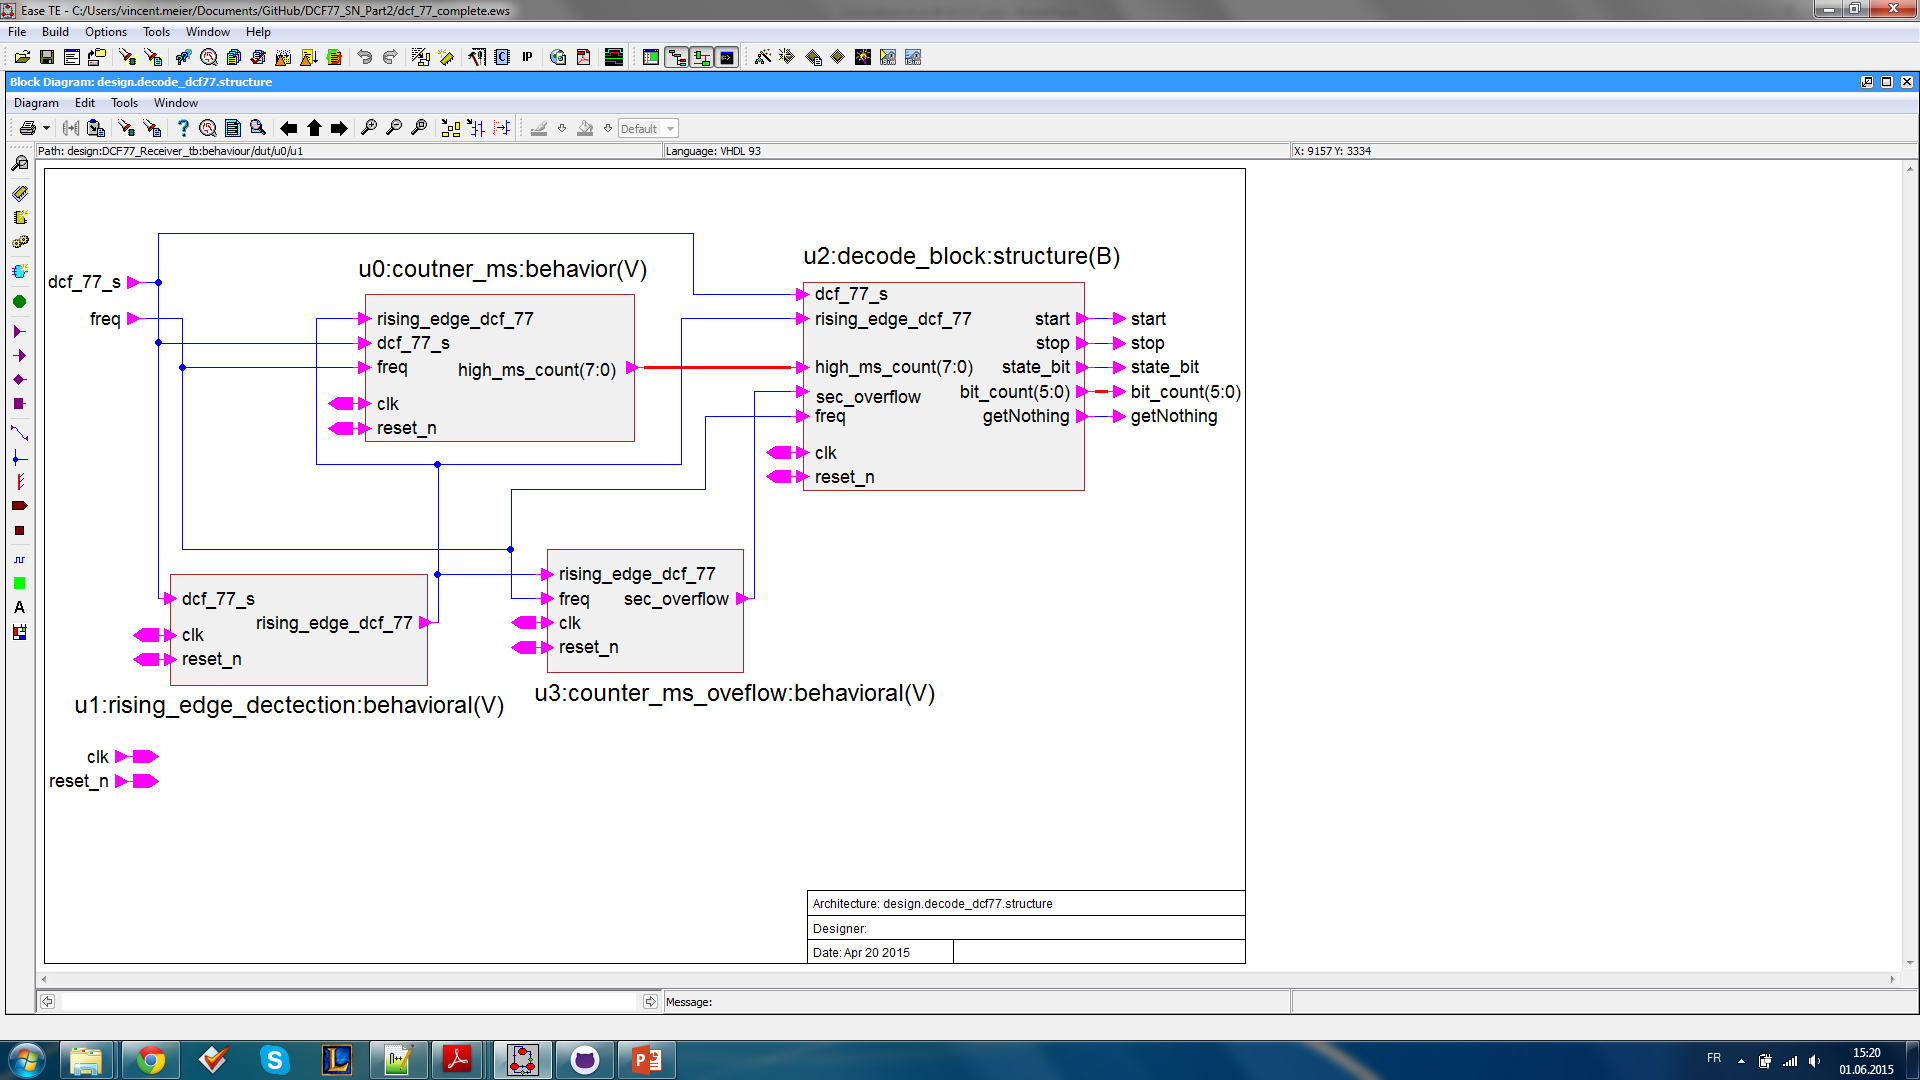 Ease TE - C:/Users/vincent.meier/Documents/GitHub/DCF77_SN_Part2/dcf_77_complete.ews
File Build Options Tools Window Help
IP
Block Diagram: design.decode_dcf77.structure
Diagram Edit Tools Window
Default
Path: design:DCF77_Receiver_tb:behaviour/dut/u0/u1
Language: VHDL 93
X: 9157 Y: 3334
dcf_77_s
freq
u0:coutner_ms:behavior(V)
rising_edge_dcf_77
dcf_77_s
freq
high_ms_count(7:0)
clk
reset_n
u2:decode_block:structure(B)
dcf_77_s
rising_edge_dcf_77
high_ms_count(7:0)
sec_overflow
freq
clk
reset_n
start
stop
state_bit
bit_count(5:0)
getNothing
start
stop
state_bit
bit_count(5:0)
getNothing
dcf_77_s
rising_edge_dcf_77
clk
reset_n
u1:rising_edge_dectection:behavioral(V)
rising_edge_dcf_77
freq
sec_overflow
clk
reset_n
u3:counter_ms_oveflow:behavioral(V)
clk
reset_n
A
Architecture: design.decode_dcf77.structure
Designer:
Date: Apr 20 2015
Message:
FR
15:20
01.06.2015